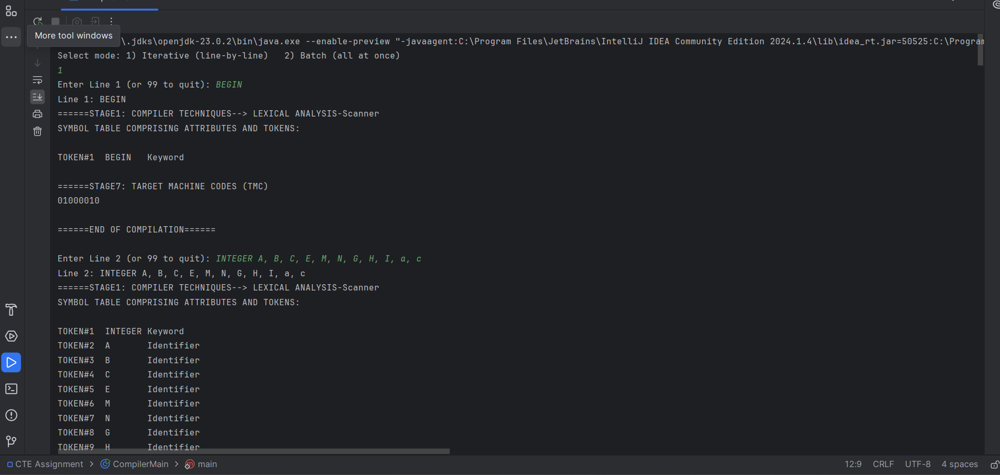 More tool windows
\.jdks\openjdk-23.0.2\bin\java.exe --enable-preview "-javaagent:C:\Program Files\JetBrains\IntelliJ IDEA Community Edition 2024.1.4\lib\idea_rt.jar=50525:C:\Program
Select mode: 1) Iterative (line-by-line)   2) Batch (all at once)
1
Enter Line 1 (or 99 to quit): BEGIN
Line 1: BEGIN
======STAGE1: COMPILER TECHNIQUES--> LEXICAL ANALYSIS-Scanner
SYMBOL TABLE COMPRISING ATTRIBUTES AND TOKENS:
TOKEN#1  BEGIN   Keyword
======STAGE7: TARGET MACHINE CODES (TMC)
01000010
======END OF COMPILATION======
Enter Line 2 (or 99 to quit): INTEGER A, B, C, E, M, N, G, H, I, a, c
Line 2: INTEGER A, B, C, E, M, N, G, H, I, a, c
======STAGE1: COMPILER TECHNIQUES--> LEXICAL ANALYSIS-Scanner
SYMBOL TABLE COMPRISING ATTRIBUTES AND TOKENS:
TOKEN#1  INTEGER Keyword
TOKEN#2  A       Identifier
TOKEN#3  B       Identifier
TOKEN#4  C       Identifier
TOKEN#5  E       Identifier
TOKEN#6  M       Identifier
TOKEN#7  N       Identifier
TOKEN#8  G       Identifier
TOKEN#9  H       Identifier
CTE Assignment > CompilerMain > main 12:9 CRLF UTF-8 4 spaces